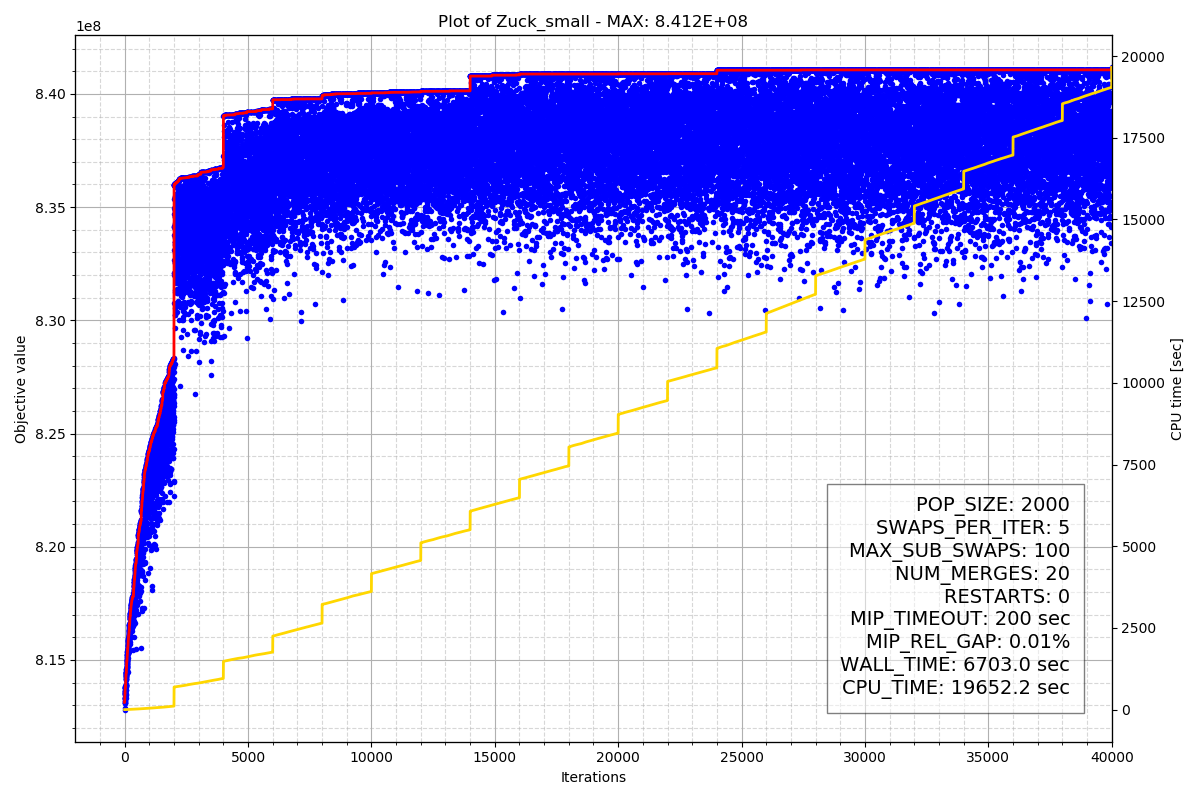 Plot of Zuck_small - MAX: 8.412E+08
1e8
8.40
8.35
8.30
8.25
8.20
8.15
Objective value
20000
17500
15000
12500
10000
7500
5000
2500
0
CPU time [sec]
POP_SIZE: 2000
SWAPS_PER_ITER: 5
MAX_SUB_SWAPS: 100
NUM_MERGES: 20
RESTARTS: 0
MIP_TIMEOUT: 200 sec
MIP_REL_GAP: 0.01%
WALL_TIME: 6703.0 sec
CPU_TIME: 19652.2 sec
0 5000 10000 15000 20000 25000 30000 35000 40000
Iterations